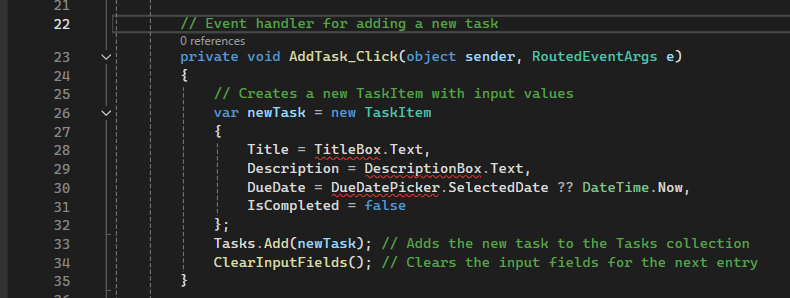 21
22 // Event handler for adding a new task
0 references
23 private void AddTask_Click(object sender, RoutedEventArgs e)
24 {
25 // Creates a new TaskItem with input values
26 var newTask = new TaskItem
27 {
28 Title = TitleBox.Text,
29 Description = DescriptionBox.Text,
30 DueDate = DueDatePicker.SelectedDate ?? DateTime.Now,
31 IsCompleted = false
32 };
33 Tasks.Add(newTask); // Adds the new task to the Tasks collection
34 ClearInputFields(); // Clears the input fields for the next entry
35 }